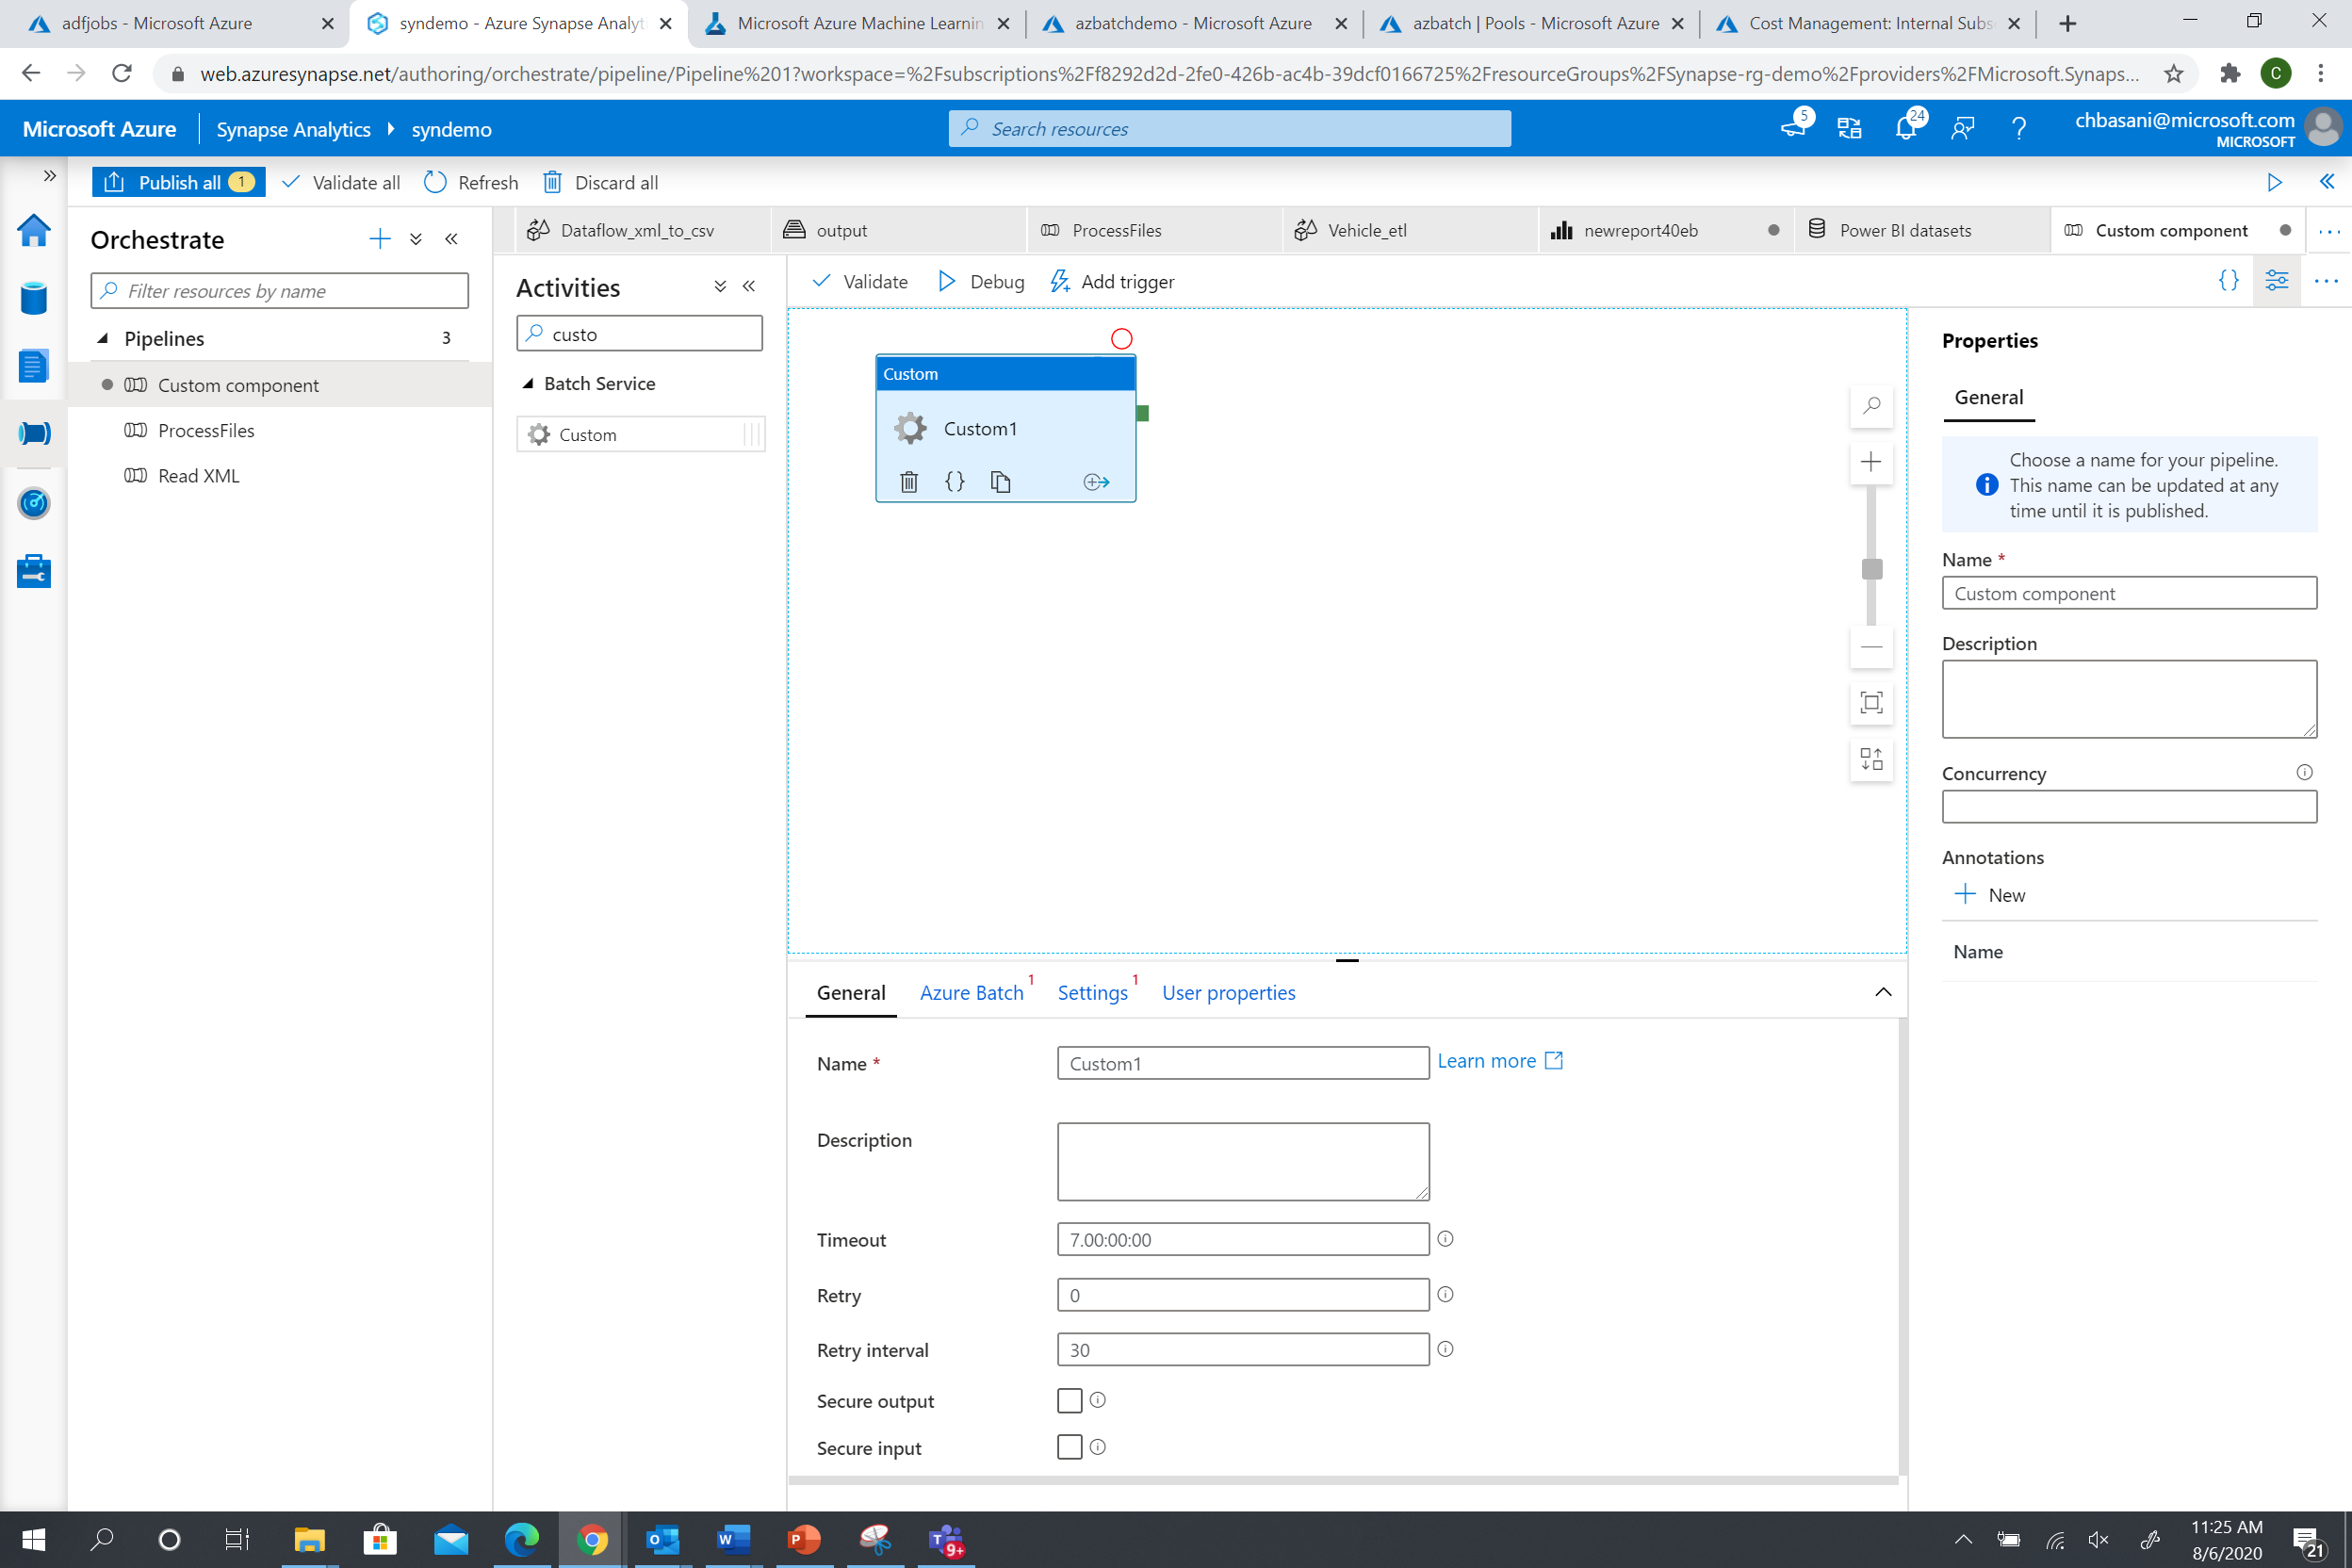 adfjobs - Microsoft Azure
syndemo - Azure Synapse Analyt
Microsoft Azure Machine Learnin
azbatchdemo - Microsoft Azure
azbatch | Pools - Microsoft Azure
Cost Management: Internal Subs
web.azuresynapse.net/authoring/orchestrate/pipeline/Pipeline%201?workspace=%2Fsubscriptions%2Ff8292d2d-2fe0-426b-ac4b-39dcf0166725%2FresourceGroups%2FSynapse-rg-demo%2Fproviders%2FMicrosoft.Synaps...
C
Microsoft Azure
Synapse Analytics
syndemo
Search resources
5
24
chbasani@microsoft.com
MICROSOFT
Publish all 1
Validate all
Refresh
Discard all
Orchestrate
Filter resources by name
Pipelines 3
Custom component
ProcessFiles
Read XML
Dataflow_xml_to_csv
output
ProcessFiles
Vehicle_etl
newreport40eb
Power BI datasets
Custom component
Activities
custo
Batch Service
Custom
Validate
Debug
Add trigger
Custom
Custom1
Properties
General
Choose a name for your pipeline.
This name can be updated at any
time until it is published.
Name *
Custom component
Description
Concurrency
Annotations
New
Name
General
Azure Batch 1
Settings 1
User properties
Name *
Custom1
Learn more
Description
Timeout
7.00:00:00
Retry
0
Retry interval
30
Secure output
Secure input
11:25 AM
8/6/2020
9+
21